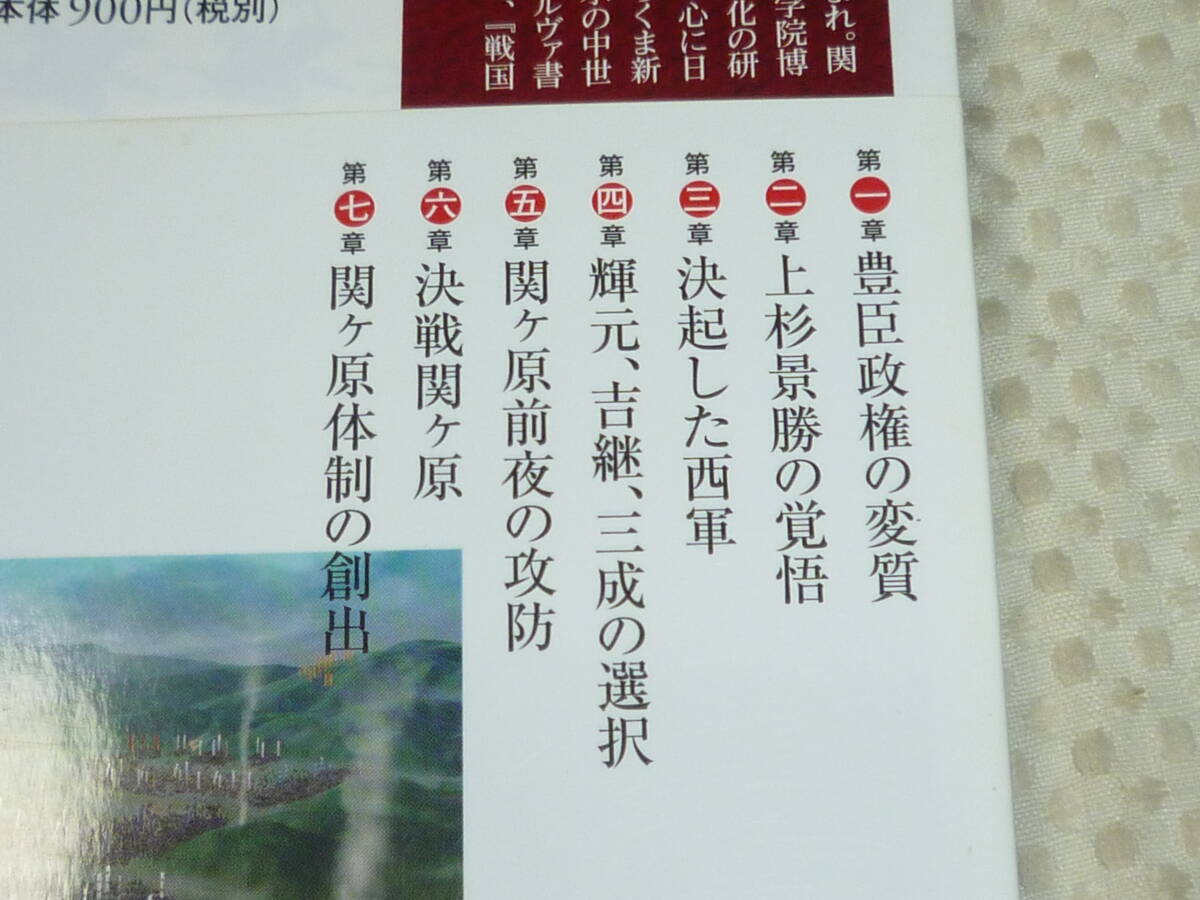 本体900円(税別)
まれ。関
学院博
化の研
心に日
くま新
の中世
ルヴァ書
、『戦国
第一章 豊臣政権の変質
第二章 上杉景勝の覚悟
第三章 決起した西軍
第四章 輝元、吉継、三成の選択
第五章 関ヶ原前夜の攻防
第六章 決戦関ヶ原
第七章 関ヶ原体制の創出